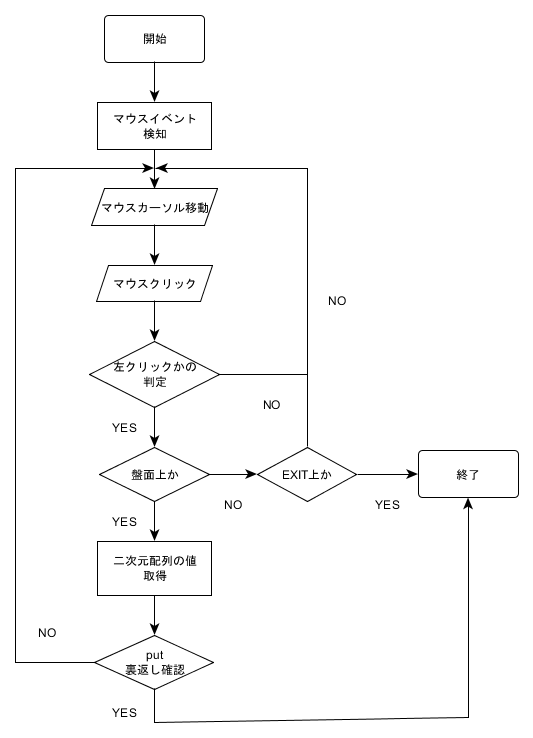 開始
マウスイベント
検知
マウスカーソル移動
マウスクリック
NO
左クリックかの
判定
NO
YES
盤面上か
EXIT上か
終了
NO
YES
YES
二次元配列の値
取得
NO
put
裏返し確認
YES